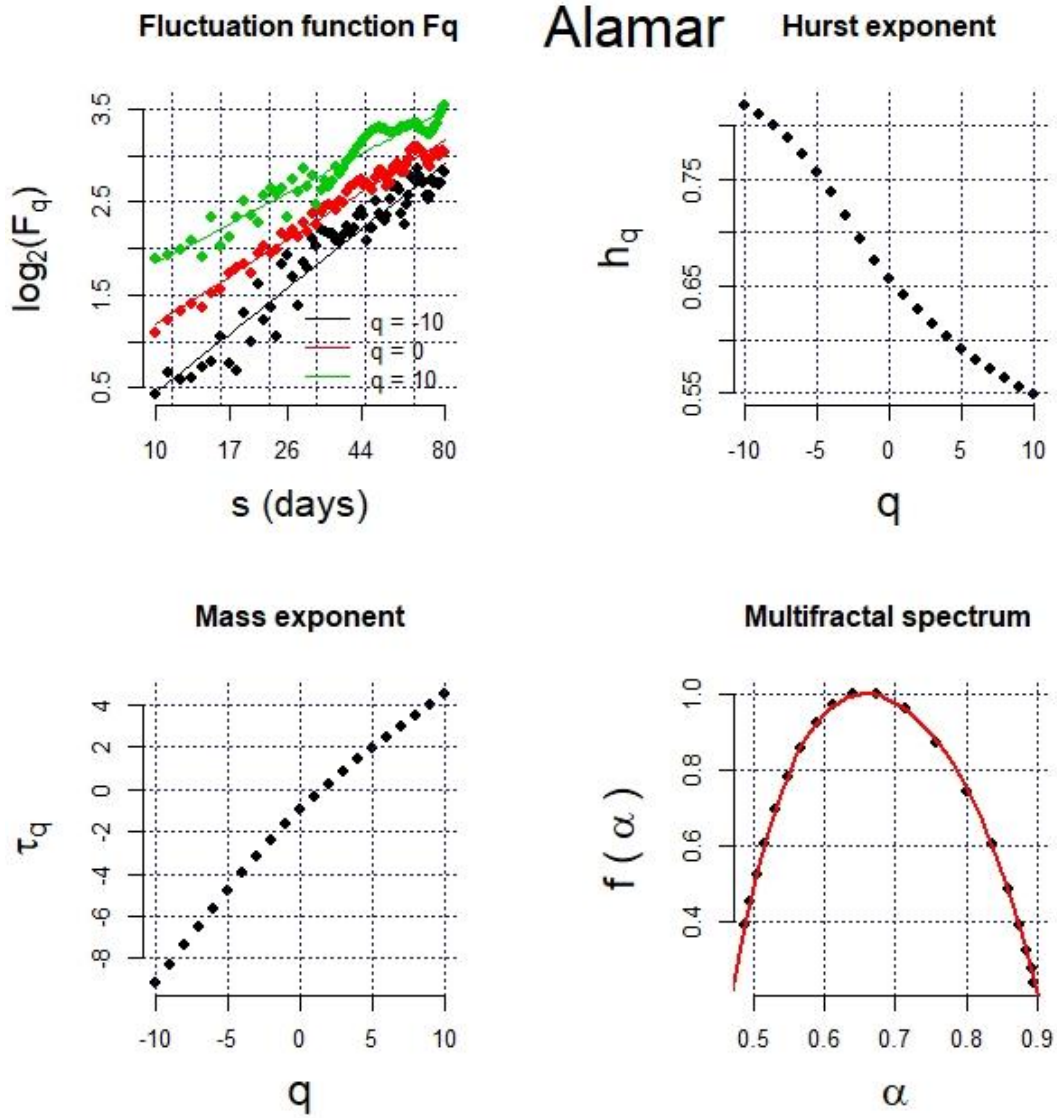 Alamar
Fluctuation function Fq
log₂(F_q)
3.5
2.5
1.5
0.5
q = -10
q = 0
q = 10
10 17 26 44 80
s (days)
Hurst exponent
h_q
0.75
0.65
0.55
-10 -5 0 5 10
q
Mass exponent
τ_q
4
2
0
-2
-4
-6
-8
-10 -5 0 5 10
q
Multifractal spectrum
f ( α )
1.0
0.8
0.6
0.4
0.5 0.6 0.7 0.8 0.9
α